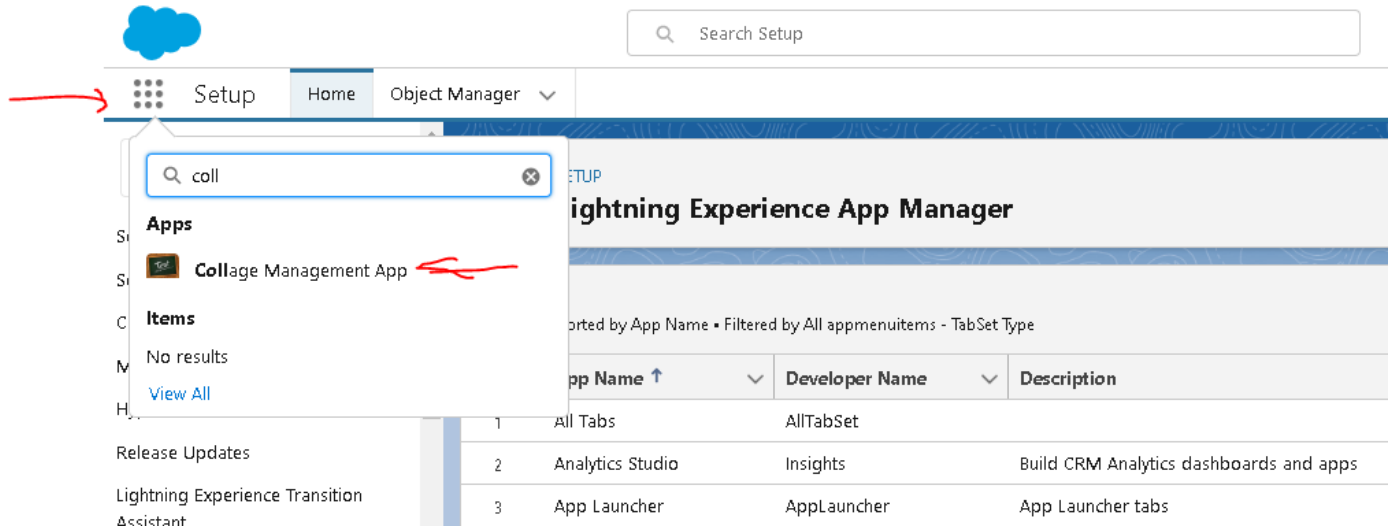 Search Setup
Setup Home Object Manager
coll
Apps
Collage Management App
Items
No results
View All
Release Updates
Lightning Experience Transition
Assistant
ETUP
ightning Experience App Manager
orted by App Name • Filtered by All appmenuitems - TabSet Type
pp Name ↑ Developer Name Description
1 All Tabs AllTabSet
2 Analytics Studio Insights Build CRM Analytics dashboards and apps
3 App Launcher AppLauncher App Launcher tabs